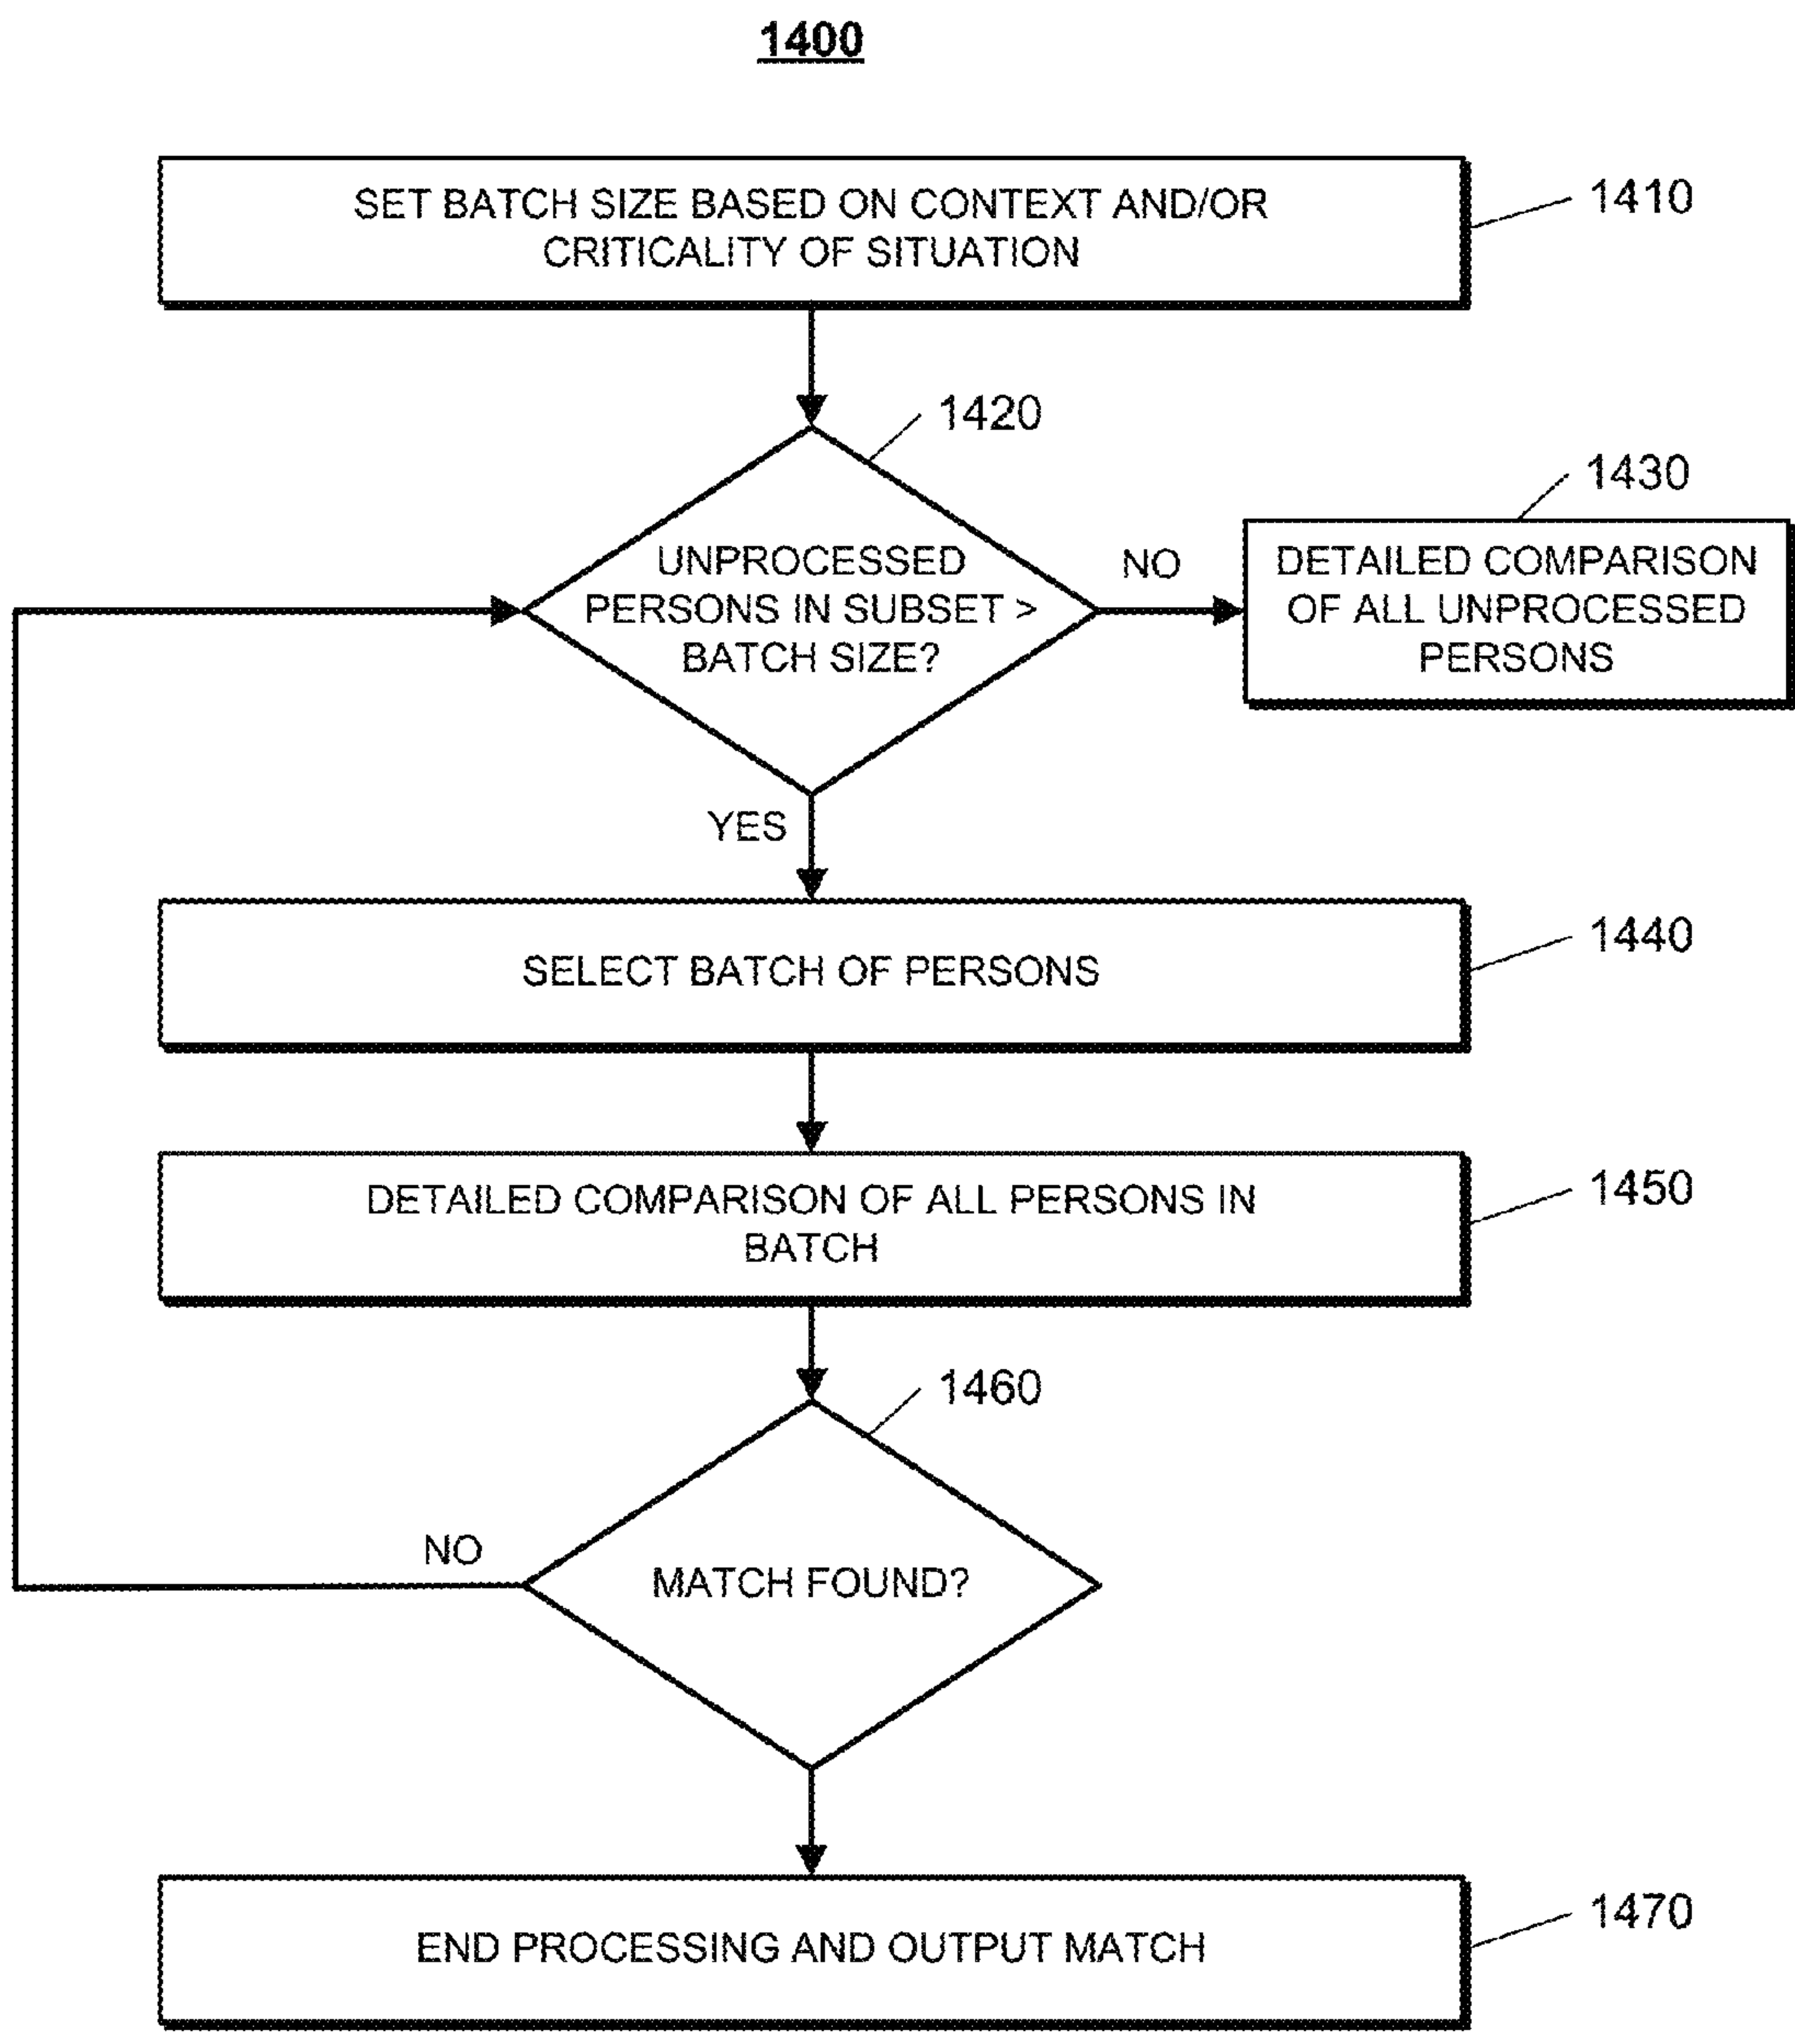 1400
SET BATCH SIZE BASED ON CONTEXT AND/OR
CRITICALITY OF SITUATION
1410
1420
UNPROCESSED
PERSONS IN SUBSET >
BATCH SIZE?
NO
1430
DETAILED COMPARISON
OF ALL UNPROCESSED
PERSONS
YES
SELECT BATCH OF PERSONS
1440
DETAILED COMPARISON OF ALL PERSONS IN
BATCH
1450
1460
MATCH FOUND?
NO
END PROCESSING AND OUTPUT MATCH
1470